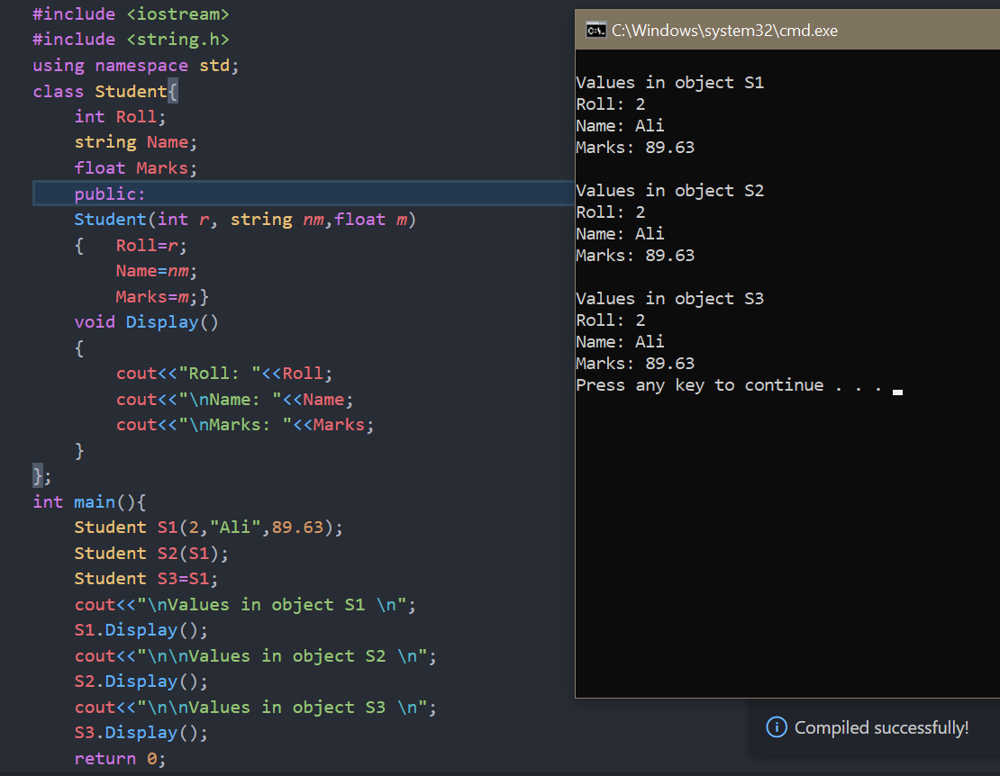 #include <iostream>
#include <string.h>
using namespace std;
class Student{
    int Roll;
    string Name;
    float Marks;
    public:
    Student(int r, string nm,float m)
    {   Roll=r;
        Name=nm;
        Marks=m;}
    void Display()
    {
        cout<<"Roll: "<<Roll;
        cout<<"\nName: "<<Name;
        cout<<"\nMarks: "<<Marks;
    }
};
int main(){
    Student S1(2,"Ali",89.63);
    Student S2(S1);
    Student S3=S1;
    cout<<"\nValues in object S1 \n";
    S1.Display();
    cout<<"\n\nValues in object S2 \n";
    S2.Display();
    cout<<"\n\nValues in object S3 \n";
    S3.Display();
    return 0;
C:\Windows\system32\cmd.exe
Values in object S1
Roll: 2
Name: Ali
Marks: 89.63
Values in object S2
Roll: 2
Name: Ali
Marks: 89.63
Values in object S3
Roll: 2
Name: Ali
Marks: 89.63
Press any key to continue . . .
Compiled successfully!